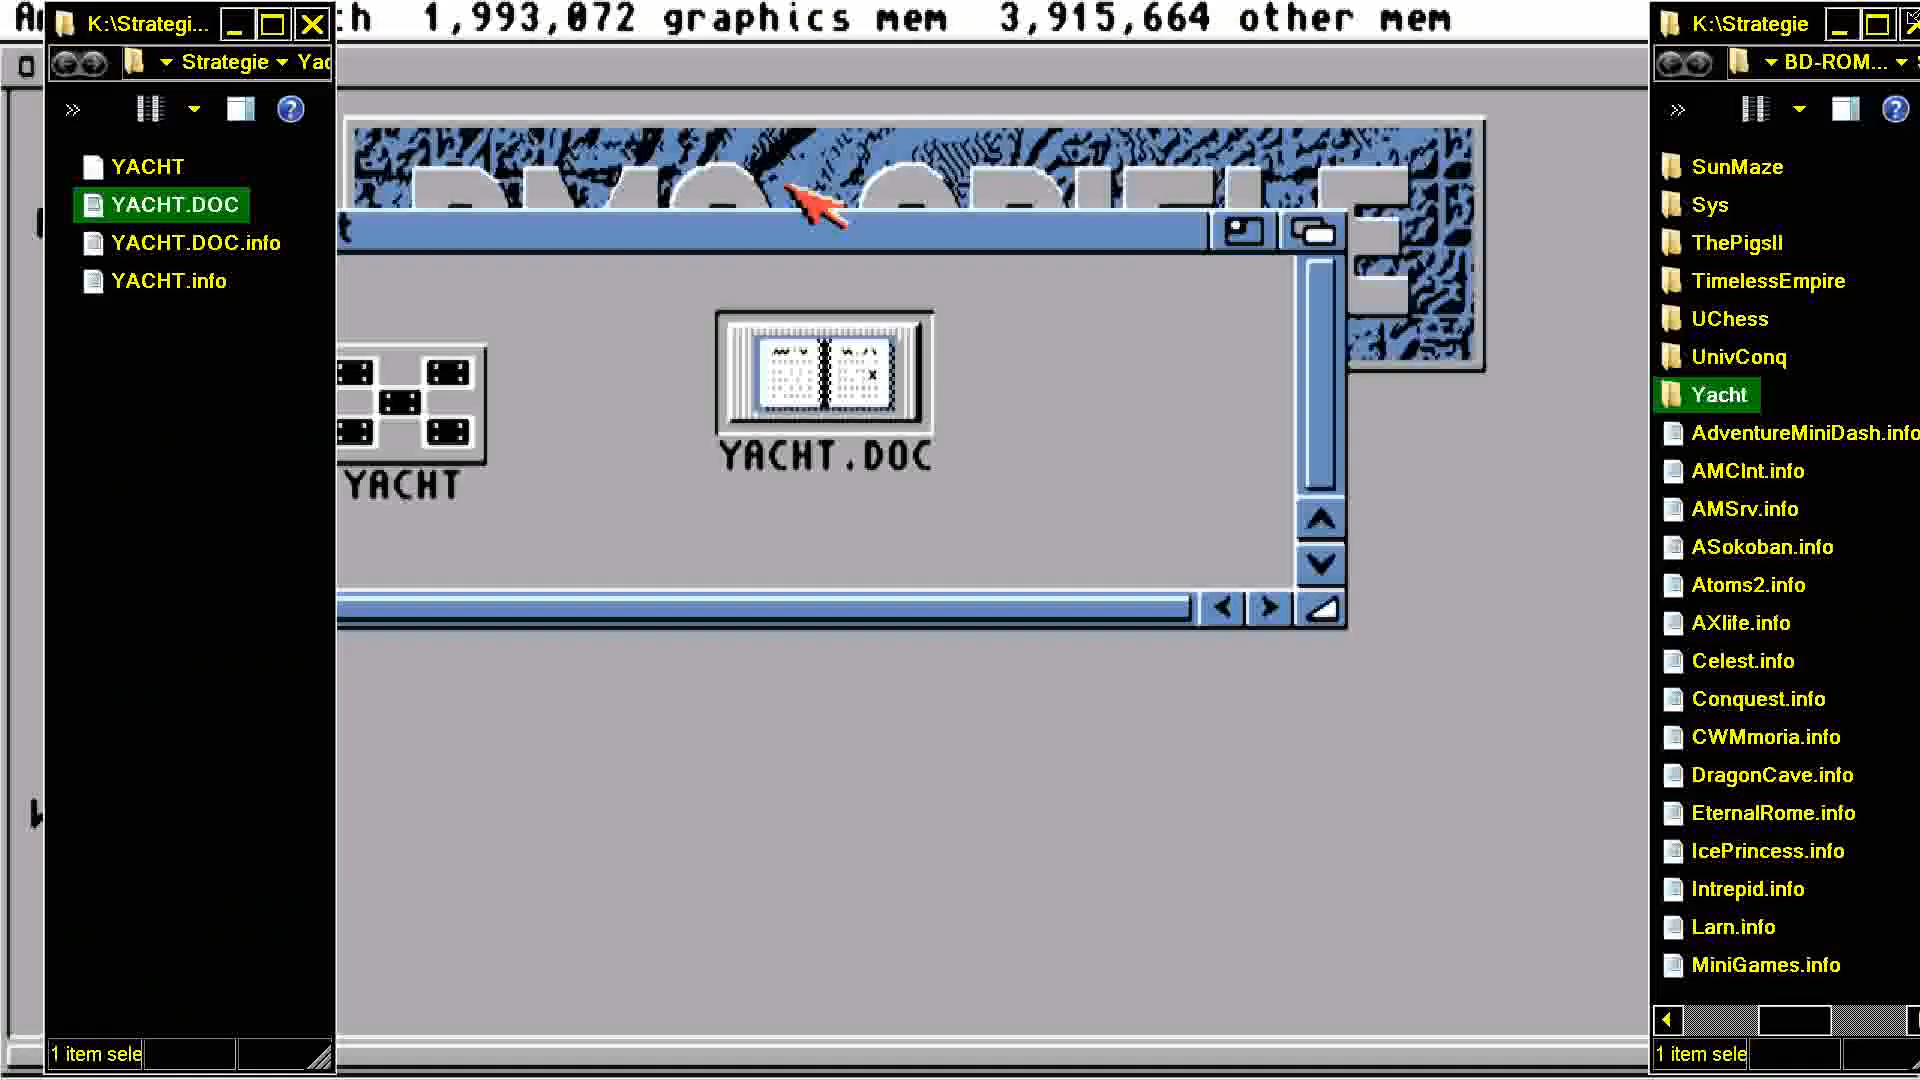 1,993,072 graphics mem 3,915,664 other mem
K:\Strategi...
Strategie
YACHT
YACHT.DOC
YACHT.DOC.info
YACHT.info
1 item sele
YACHT
YACHT.DOC
K:\Strategie
BD-ROM...
SunMaze
Sys
ThePigsII
TimelessEmpire
UChess
UnivConq
Yacht
AdventureMiniDash.info
AMCInt.info
AMSrv.info
ASokoban.info
Atoms2.info
AXlife.info
Celest.info
Conquest.info
CWMmoria.info
DragonCave.info
EternalRome.info
IcePrincess.info
Intrepid.info
Larn.info
MiniGames.info
1 item sele